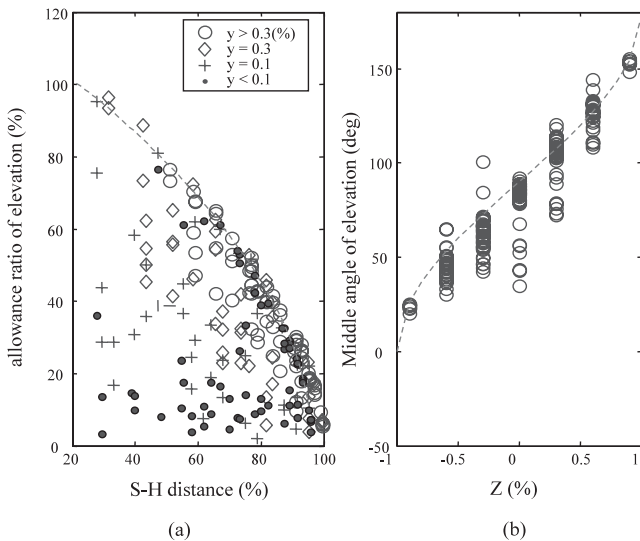 y > 0.3(%)
y = 0.3
y = 0.1
y < 0.1
allowance ratio of elevation (%)
120
100
80
60
40
20
0
20
40
60
80
100
S-H distance (%)
(a)
Middle angle of elevation (deg)
150
100
50
0
-50
-1
-0.5
0
0.5
1
Z (%)
(b)